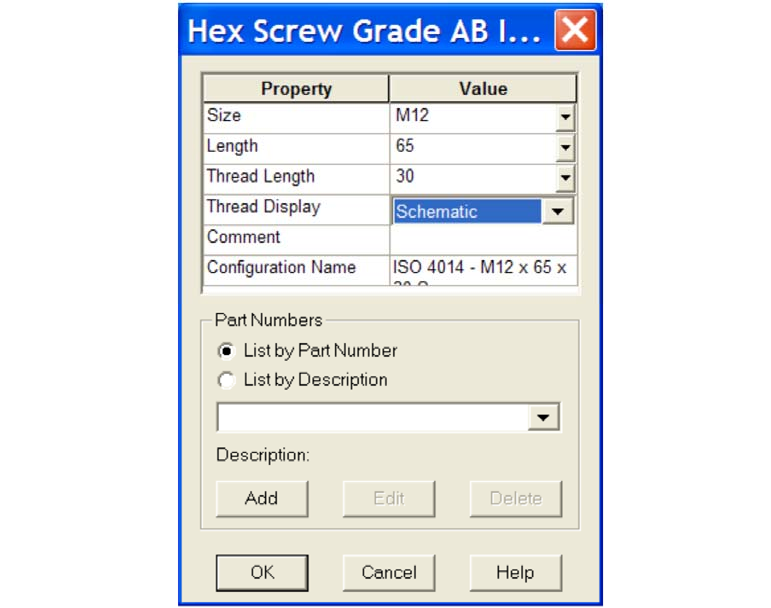 Hex Screw Grade AB I...
Property Value
Size M12
Length 65
Thread Length 30
Thread Display Schematic
Comment
Configuration Name ISO 4014 - M12 x 65 x
Part Numbers
List by Part Number
List by Description
Description:
Add Edit Delete
OK Cancel Help